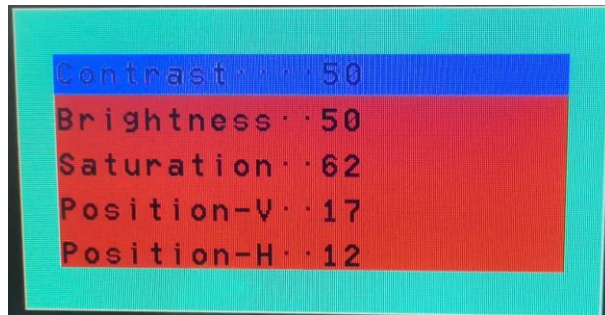 Contrast····50
Brightness··50
Saturation··62
Position-V··17
Position-H··12